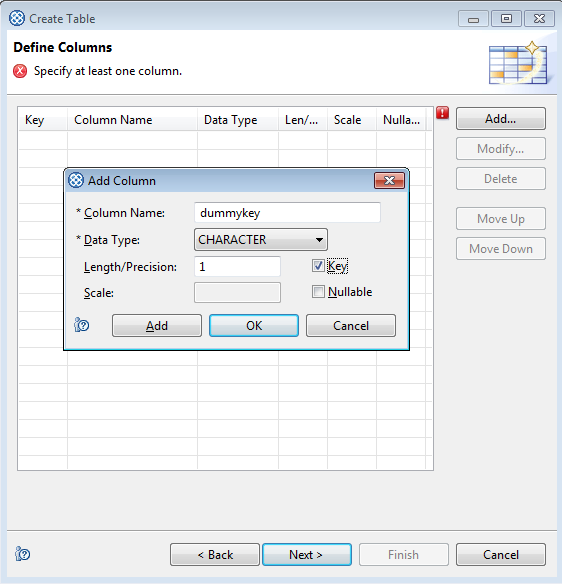 Create Table
Define Columns
Specify at least one column.
Key Column Name Data Type Len/... Scale Nulla... Add...
Modify...
Delete
Move Up
Move Down
Add Column
* Column Name: dummykey
* Data Type: CHARACTER
Length/Precision: 1 Key
Scale: Nullable
Add OK Cancel
< Back Next > Finish Cancel